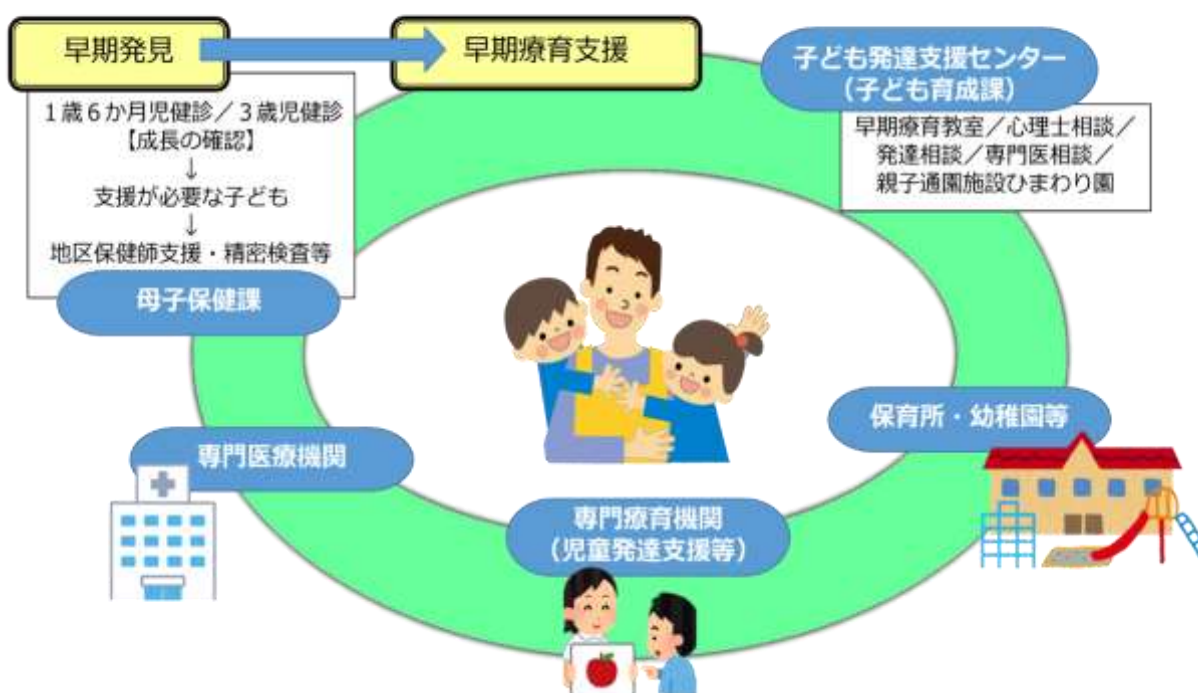 早期発見
早期療育支援
1歳6か月児健診/3歳児健診
【成長の確認】
↓
支援が必要な子ども
↓
地区保健師支援・精密検査等
母子保健課
子ども発達支援センター
(子ども育成課)
早期療育教室/心理士相談/
発達相談/専門医相談/
親子通園施設ひまわり園
専門医療機関
保育所・幼稚園等
専門療育機関
(児童発達支援等)